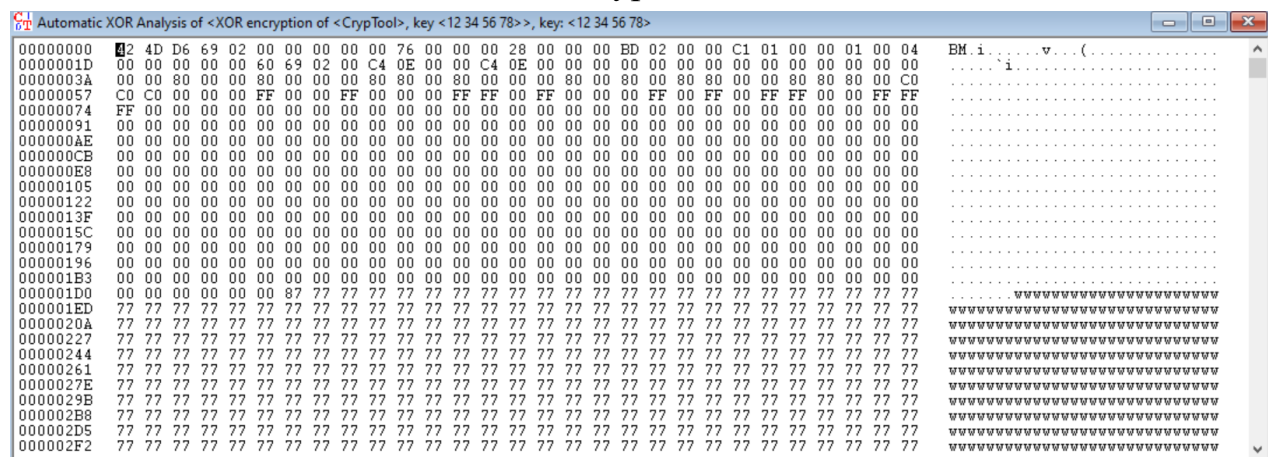 Automatic XOR Analysis of <XOR encryption of <CrypTool>, key <12 34 56 78>>, key: <12 34 56 78>
00000000 42 4D D6 69 02 00 00 00 00 00 76 00 00 00 28 00 00 00 BD 02 00 00 C1 01 00 00 01 00 04 BM.i......v...(..............
0000001D 00 00 00 00 00 60 69 02 00 C4 0E 00 00 C4 0E 00 00 00 00 00 00 00 00 00 00 00 00 00 00 .....`i......................
0000003A 00 00 80 00 00 80 00 00 00 80 80 00 80 00 00 00 80 00 80 00 80 80 00 00 80 80 80 00 C0 .............................
00000057 C0 C0 00 00 00 FF 00 00 FF 00 00 00 FF FF 00 FF 00 00 00 FF 00 FF 00 FF FF 00 00 FF FF .............................
00000074 FF 00 00 00 00 00 00 00 00 00 00 00 00 00 00 00 00 00 00 00 00 00 00 00 00 00 00 00 00 .............................
00000091 00 00 00 00 00 00 00 00 00 00 00 00 00 00 00 00 00 00 00 00 00 00 00 00 00 00 00 00 00 .............................
000000AE 00 00 00 00 00 00 00 00 00 00 00 00 00 00 00 00 00 00 00 00 00 00 00 00 00 00 00 00 00 .............................
000000CB 00 00 00 00 00 00 00 00 00 00 00 00 00 00 00 00 00 00 00 00 00 00 00 00 00 00 00 00 00 .............................
000000E8 00 00 00 00 00 00 00 00 00 00 00 00 00 00 00 00 00 00 00 00 00 00 00 00 00 00 00 00 00 .............................
00000105 00 00 00 00 00 00 00 00 00 00 00 00 00 00 00 00 00 00 00 00 00 00 00 00 00 00 00 00 00 .............................
00000122 00 00 00 00 00 00 00 00 00 00 00 00 00 00 00 00 00 00 00 00 00 00 00 00 00 00 00 00 00 .............................
0000013F 00 00 00 00 00 00 00 00 00 00 00 00 00 00 00 00 00 00 00 00 00 00 00 00 00 00 00 00 00 .............................
0000015C 00 00 00 00 00 00 00 00 00 00 00 00 00 00 00 00 00 00 00 00 00 00 00 00 00 00 00 00 00 .............................
00000179 00 00 00 00 00 00 00 00 00 00 00 00 00 00 00 00 00 00 00 00 00 00 00 00 00 00 00 00 00 .............................
00000196 00 00 00 00 00 00 00 00 00 00 00 00 00 00 00 00 00 00 00 00 00 00 00 00 00 00 00 00 00 .............................
000001B3 00 00 00 00 00 00 00 00 00 00 00 00 00 00 00 00 00 00 00 00 00 00 00 00 00 00 00 00 00 .............................
000001D0 00 00 00 00 00 00 87 77 77 77 77 77 77 77 77 77 77 77 77 77 77 77 77 77 77 77 77 77 77 .......wwwwwwwwwwwwwwwwwwwwww
000001ED 77 77 77 77 77 77 77 77 77 77 77 77 77 77 77 77 77 77 77 77 77 77 77 77 77 77 77 77 77 wwwwwwwwwwwwwwwwwwwwwwwwwwwww
0000020A 77 77 77 77 77 77 77 77 77 77 77 77 77 77 77 77 77 77 77 77 77 77 77 77 77 77 77 77 77 wwwwwwwwwwwwwwwwwwwwwwwwwwwww
00000227 77 77 77 77 77 77 77 77 77 77 77 77 77 77 77 77 77 77 77 77 77 77 77 77 77 77 77 77 77 wwwwwwwwwwwwwwwwwwwwwwwwwwwww
00000244 77 77 77 77 77 77 77 77 77 77 77 77 77 77 77 77 77 77 77 77 77 77 77 77 77 77 77 77 77 wwwwwwwwwwwwwwwwwwwwwwwwwwwww
00000261 77 77 77 77 77 77 77 77 77 77 77 77 77 77 77 77 77 77 77 77 77 77 77 77 77 77 77 77 77 wwwwwwwwwwwwwwwwwwwwwwwwwwwww
0000027E 77 77 77 77 77 77 77 77 77 77 77 77 77 77 77 77 77 77 77 77 77 77 77 77 77 77 77 77 77 wwwwwwwwwwwwwwwwwwwwwwwwwwwww
0000029B 77 77 77 77 77 77 77 77 77 77 77 77 77 77 77 77 77 77 77 77 77 77 77 77 77 77 77 77 77 wwwwwwwwwwwwwwwwwwwwwwwwwwwww
000002B8 77 77 77 77 77 77 77 77 77 77 77 77 77 77 77 77 77 77 77 77 77 77 77 77 77 77 77 77 77 wwwwwwwwwwwwwwwwwwwwwwwwwwwww
000002D5 77 77 77 77 77 77 77 77 77 77 77 77 77 77 77 77 77 77 77 77 77 77 77 77 77 77 77 77 77 wwwwwwwwwwwwwwwwwwwwwwwwwwwww
000002F2 77 77 77 77 77 77 77 77 77 77 77 77 77 77 77 77 77 77 77 77 77 77 77 77 77 77 77 77 77 wwwwwwwwwwwwwwwwwwwwwwwwwwwww